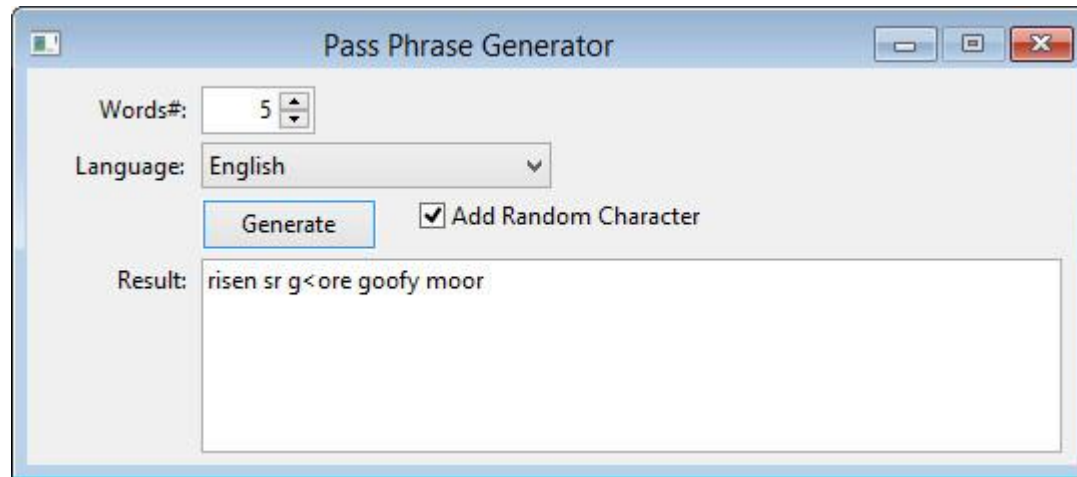 Pass Phrase Generator
Words#: 5
Language: English
Generate Add Random Character
Result: risen sr g<ore goofy moor